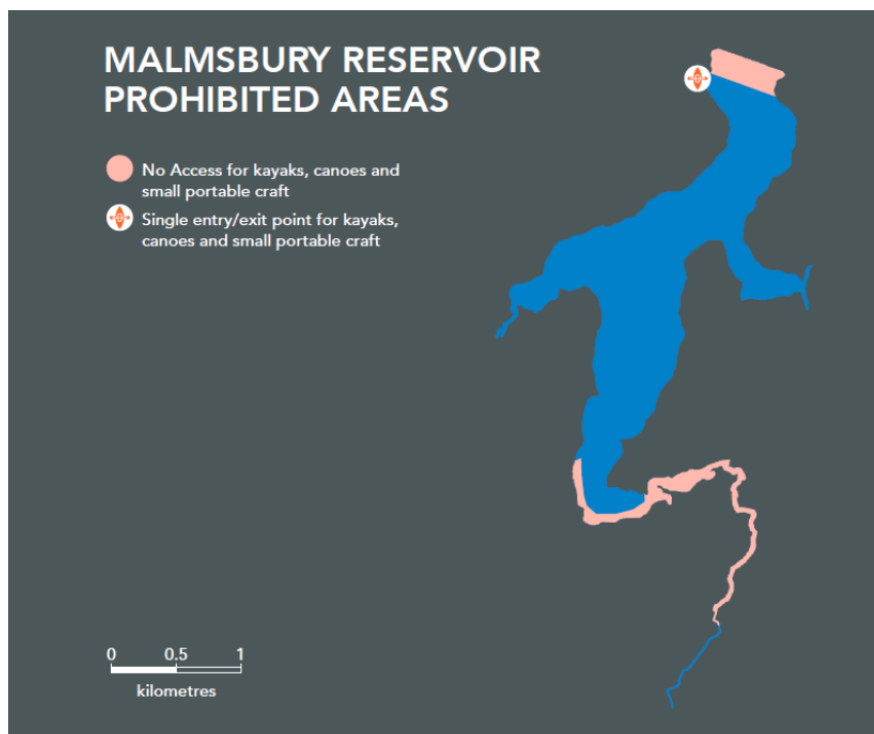 MALMSBURY RESERVOIR
PROHIBITED AREAS
No Access for kayaks, canoes and
small portable craft
Single entry/exit point for kayaks,
canoes and small portable craft
0 0.5 1
kilometres